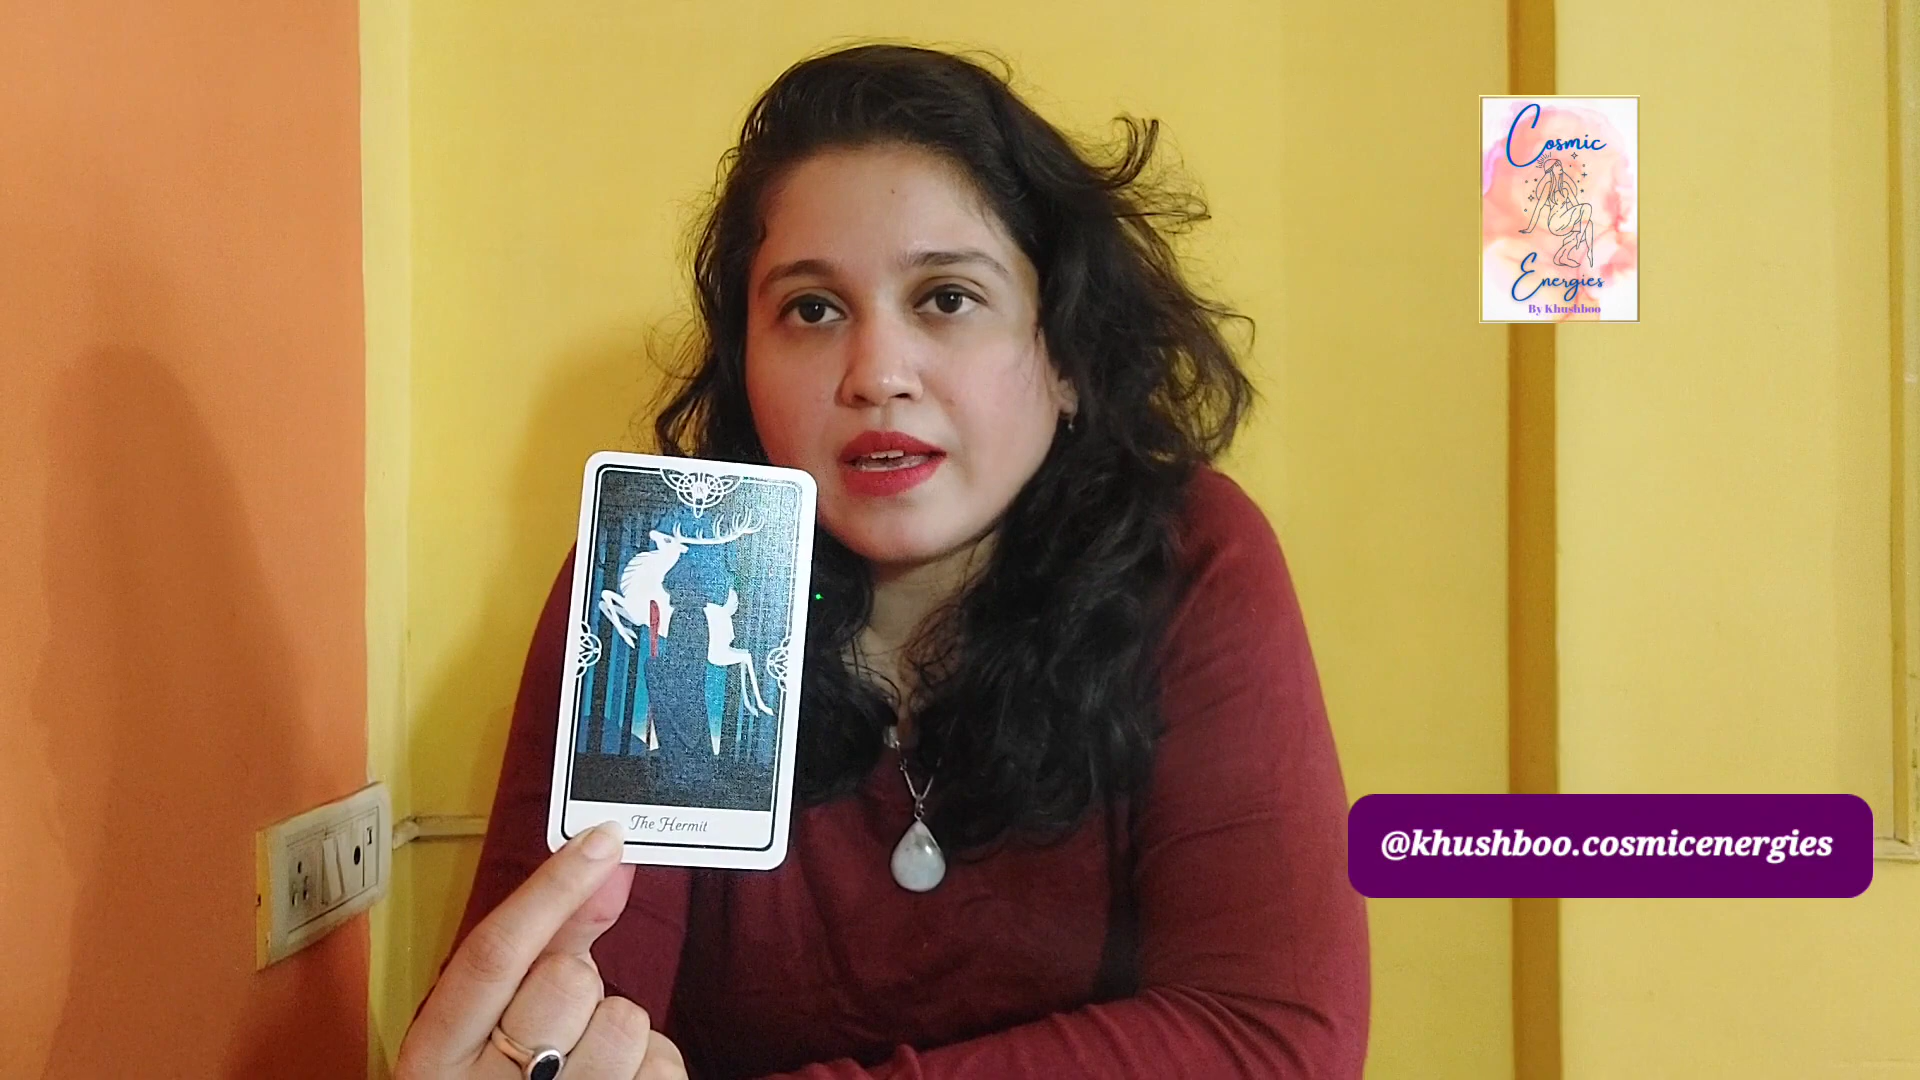 Cosmic
Energies
By Khushboo
The Hermit
@khushboo.cosmicenergies